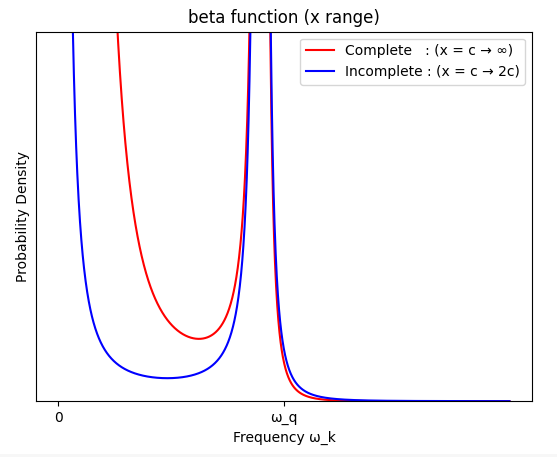 beta function (x range)
Complete   : (x = c → ∞)
Incomplete : (x = c → 2c)
Probability Density
0
ω_q
Frequency ω_k